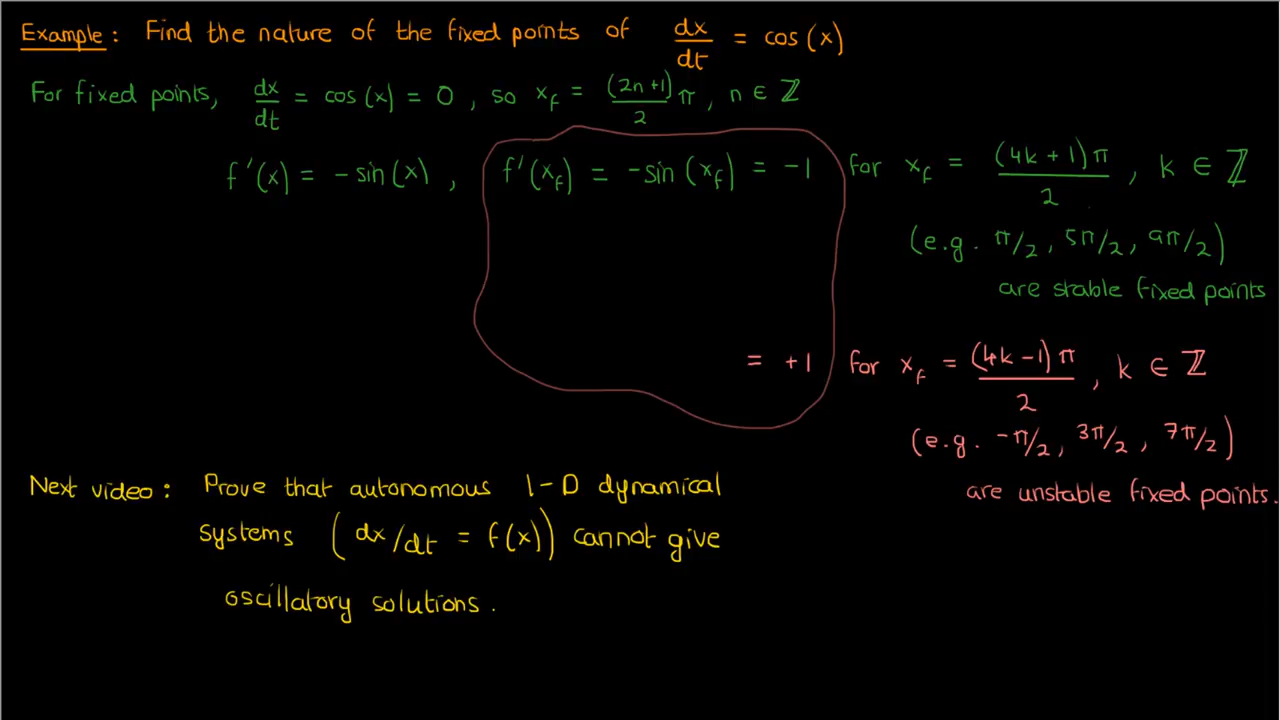 Example: Find the nature of the fixed points of dx/dt = cos(x)
For fixed points, dx/dt = cos(x) = 0, so x_f = (2n+1)/2 π, n ∈ ℤ
f'(x) = -sin(x), f'(x_f) = -sin(x_f) = -1 for x_f = (4k+1)π/2, k ∈ ℤ
(e.g. π/2, 5π/2, 9π/2)
are stable fixed points
= +1 for x_f = (4k-1)π/2, k ∈ ℤ
(e.g. -π/2, 3π/2, 7π/2)
are unstable fixed points.
Next video: Prove that autonomous 1-D dynamical
systems (dx/dt = f(x)) cannot give
oscillatory solutions.